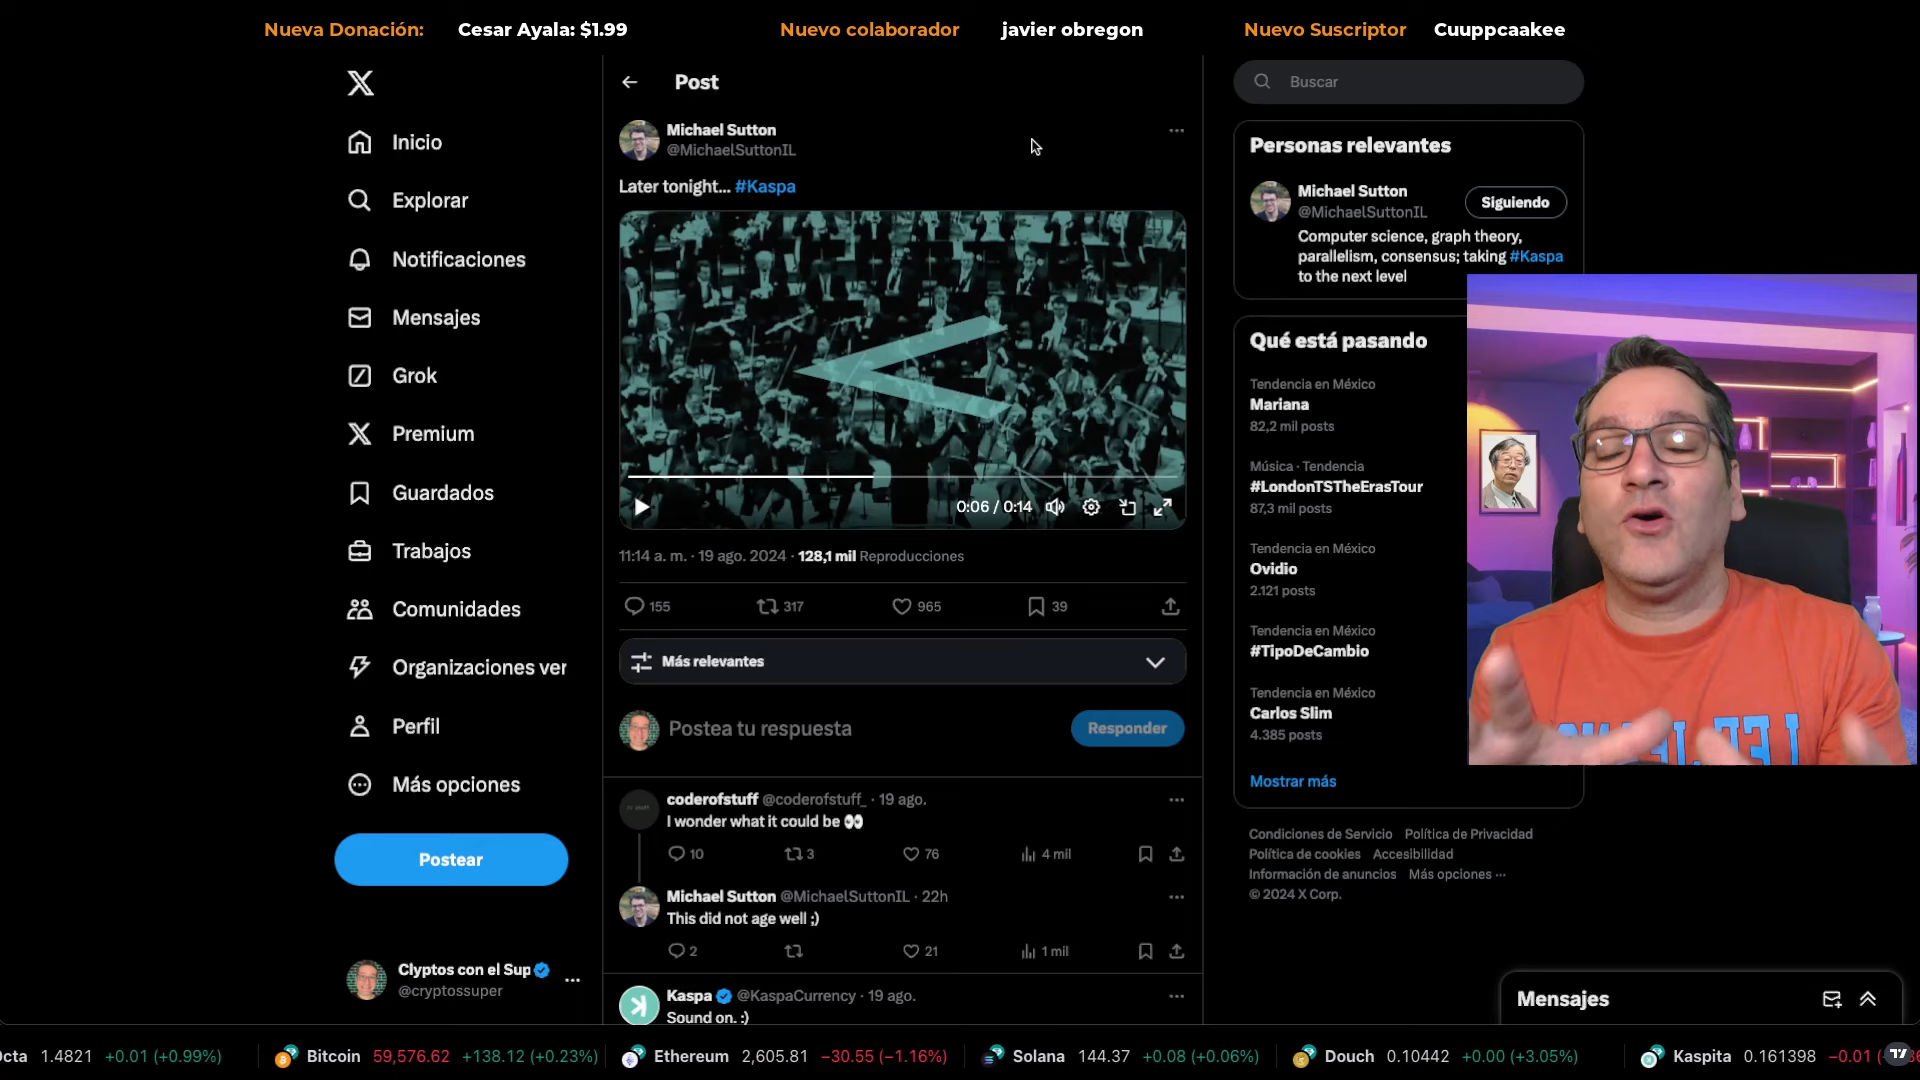 Nueva Donación: Cesar Ayala: $1.99 Nuevo colaborador javier obregon Nuevo Suscriptor Cuuppcaakee
Inicio
Explorar
Notificaciones
Mensajes
Grok
Premium
Guardados
Trabajos
Comunidades
Organizaciones ver
Perfil
Más opciones
Postear
Clyptos con el Sup
@cryptossuper
Post
Michael Sutton
@MichaelSuttonIL
Later tonight... #Kaspa
0:06 / 0:14
11:14 a. m. · 19 ago. 2024 · 128,1 mil Reproducciones
155 317 965 39
Más relevantes
Postea tu respuesta Responder
coderofstuff @coderofstuff_ · 19 ago.
I wonder what it could be 👀
10 3 76 4 mil
Michael Sutton @MichaelSuttonIL · 22h
This did not age well ;)
2 21 1 mil
Kaspa @KaspaCurrency · 19 ago.
Sound on. :)
Buscar
Personas relevantes
Michael Sutton
@MichaelSuttonIL
Siguiendo
Computer science, graph theory,
parallelism, consensus; taking #Kaspa
to the next level
Qué está pasando
Tendencia en México
Mariana
82,2 mil posts
Música · Tendencia
#LondonTSTheErasTour
87,3 mil posts
Tendencia en México
Ovidio
2.121 posts
Tendencia en México
#TipoDeCambio
Tendencia en México
Carlos Slim
4.385 posts
Mostrar más
Condiciones de Servicio Política de Privacidad
Política de cookies Accesibilidad
Información de anuncios Más opciones ···
© 2024 X Corp.
Mensajes
cta 1.4821 +0.01 (+0.99%) Bitcoin 59,576.62 +138.12 (+0.23%) Ethereum 2,605.81 −30.55 (−1.16%) Solana 144.37 +0.08 (+0.06%) Douch 0.10442 +0.00 (+3.05%) Kaspita 0.161398 −0.01